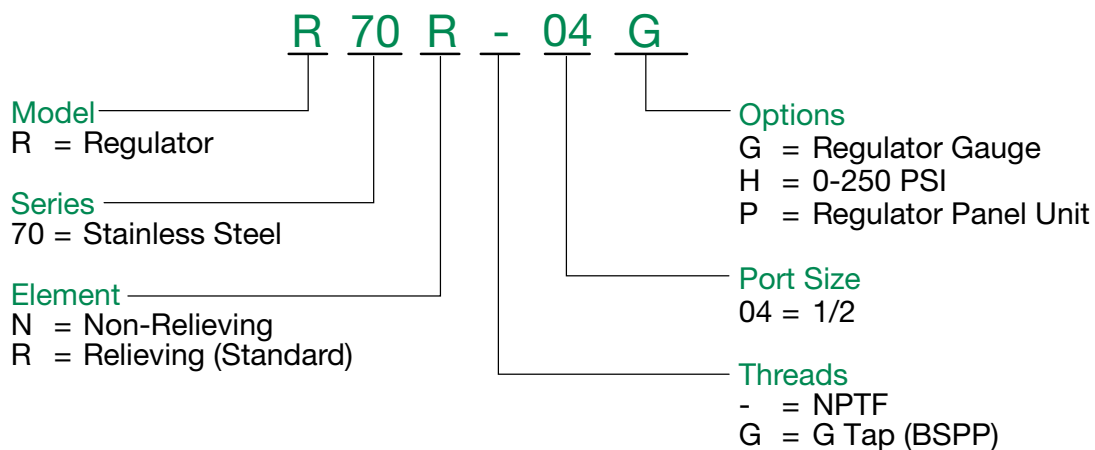 R 70 R - 04 G
Model
R = Regulator
Series
70 = Stainless Steel
Element
N = Non-Relieving
R = Relieving (Standard)
Options
G = Regulator Gauge
H = 0-250 PSI
P = Regulator Panel Unit
Port Size
04 = 1/2
Threads
- = NPTF
G = G Tap (BSPP)